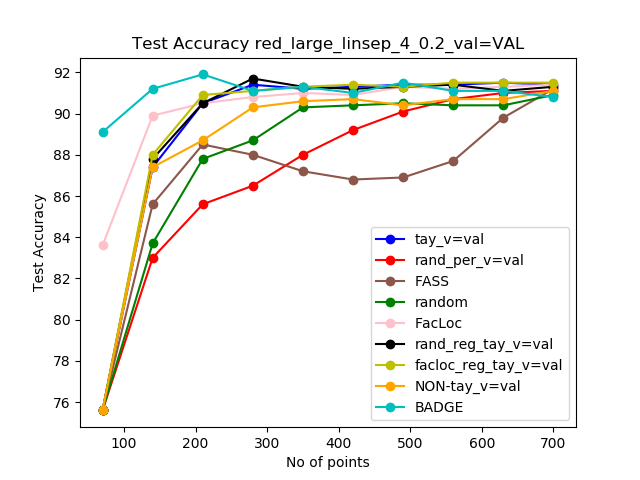 Test Accuracy red_large_linsep_4_0.2_val=VAL
92
90
88
86
84
82
80
78
76
Test Accuracy
100
200
300
400
500
600
700
No of points
tay_v=val
rand_per_v=val
FASS
random
FacLoc
rand_reg_tay_v=val
facloc_reg_tay_v=val
NON-tay_v=val
BADGE